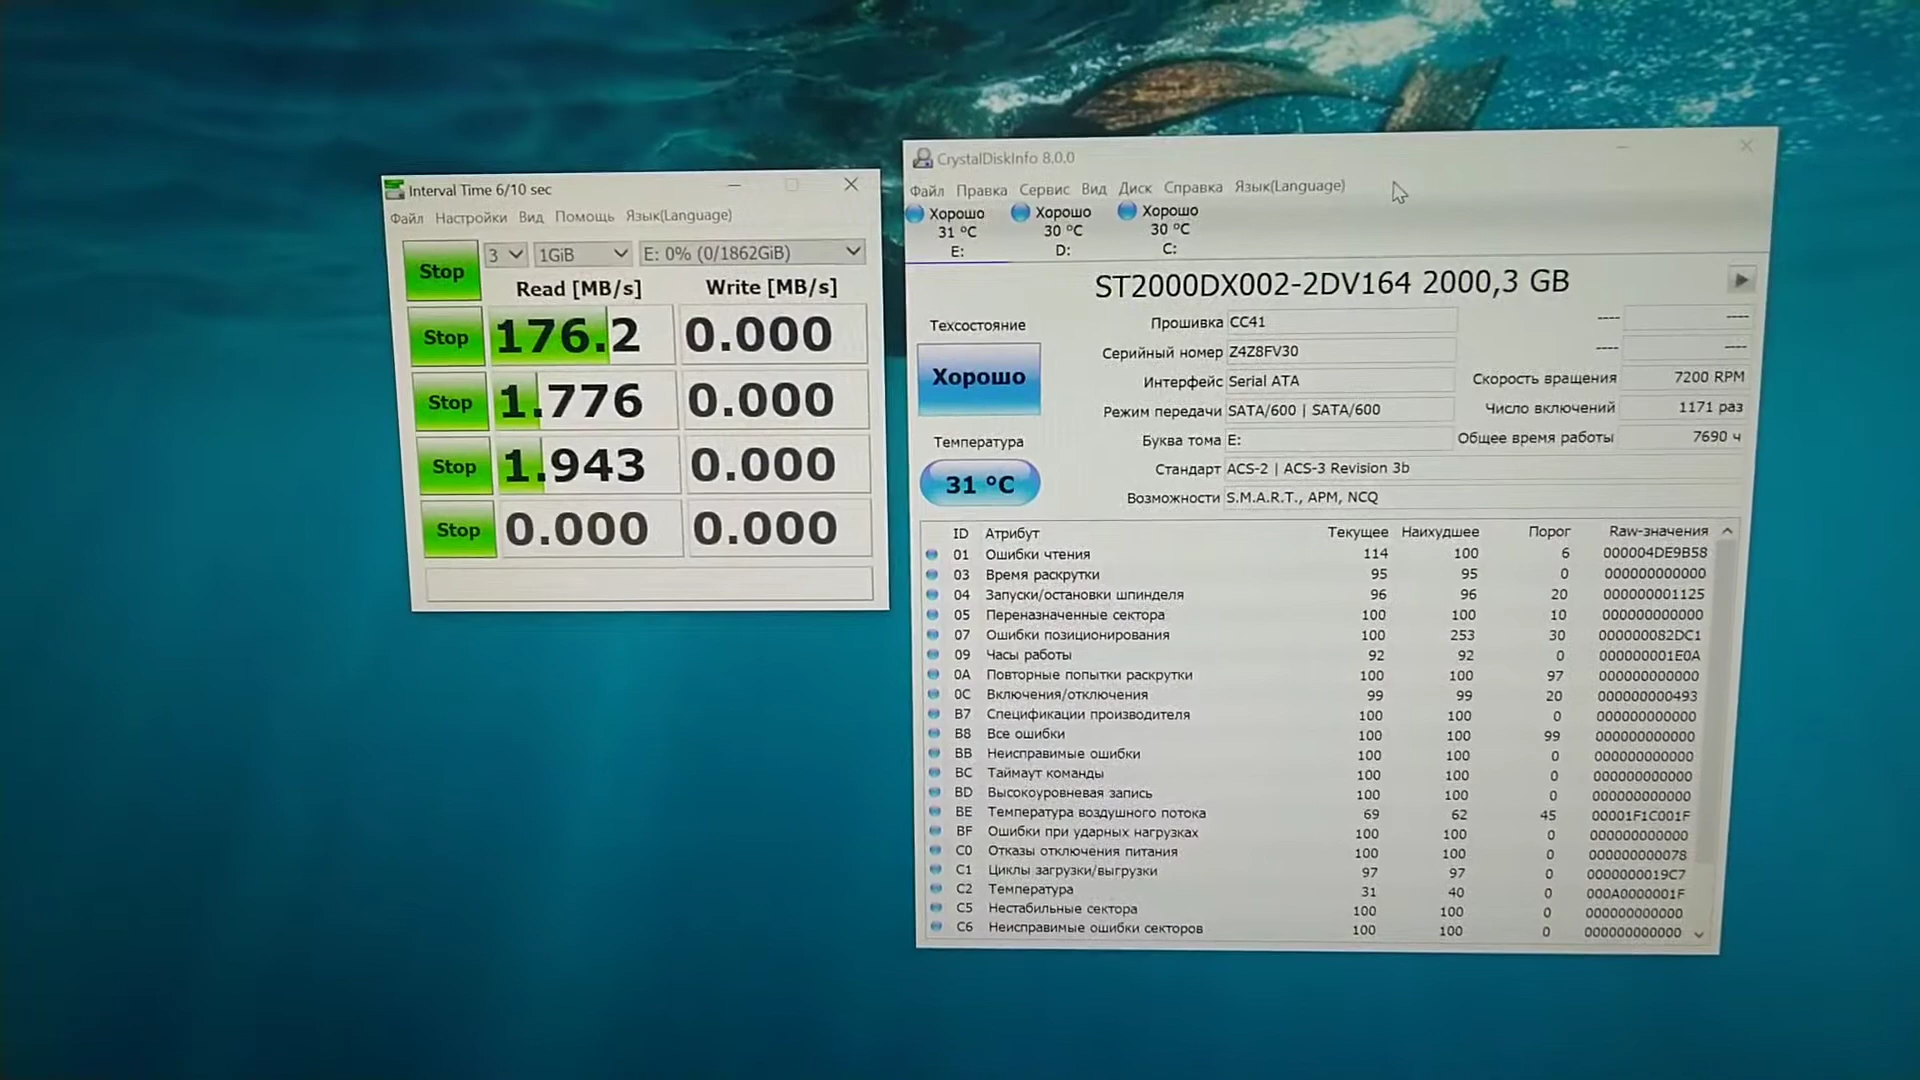 Interval Time 6/10 sec
Файл Настройки Вид Помощь Язык(Language)
Stop 3 1GiB E: 0% (0/1862GiB)
Read [MB/s] Write [MB/s]
Stop 176.2 0.000
Stop 1.776 0.000
Stop 1.943 0.000
Stop 0.000 0.000
CrystalDiskInfo 8.0.0
Файл Правка Сервис Вид Диск Справка Язык(Language)
Хорошо Хорошо Хорошо
31 °C 30 °C 30 °C
E: D: C:
ST2000DX002-2DV164 2000,3 GB
Техсостояние
Хорошо
Температура
31 °C
Прошивка CC41 ---- ----
Серийный номер Z4Z8FV30 ---- ----
Интерфейс Serial ATA Скорость вращения 7200 RPM
Режим передачи SATA/600 | SATA/600 Число включений 1171 раз
Буква тома E: Общее время работы 7690 ч
Стандарт ACS-2 | ACS-3 Revision 3b
Возможности S.M.A.R.T., APM, NCQ
ID Атрибут Текущее Наихудшее Порог Raw-значения
01 Ошибки чтения 114 100 6 000004DE9B58
03 Время раскрутки 95 95 0 000000000000
04 Запуски/остановки шпинделя 96 96 20 000000001125
05 Переназначенные сектора 100 100 10 000000000000
07 Ошибки позиционирования 100 253 30 000000082DC1
09 Часы работы 92 92 0 000000001E0A
0A Повторные попытки раскрутки 100 100 97 000000000000
0C Включения/отключения 99 99 20 000000000493
B7 Спецификации производителя 100 100 0 000000000000
B8 Все ошибки 100 100 99 000000000000
BB Неисправимые ошибки 100 100 0 000000000000
BC Таймаут команды 100 100 0 000000000000
BD Высокоуровневая запись 100 100 0 000000000000
BE Температура воздушного потока 69 62 45 00001F1C001F
BF Ошибки при ударных нагрузках 100 100 0 000000000000
C0 Отказы отключения питания 100 100 0 000000000078
C1 Циклы загрузки/выгрузки 97 97 0 0000000019C7
C2 Температура 31 40 0 000A0000001F
C5 Нестабильные сектора 100 100 0 000000000000
C6 Неисправимые ошибки секторов 100 100 0 000000000000